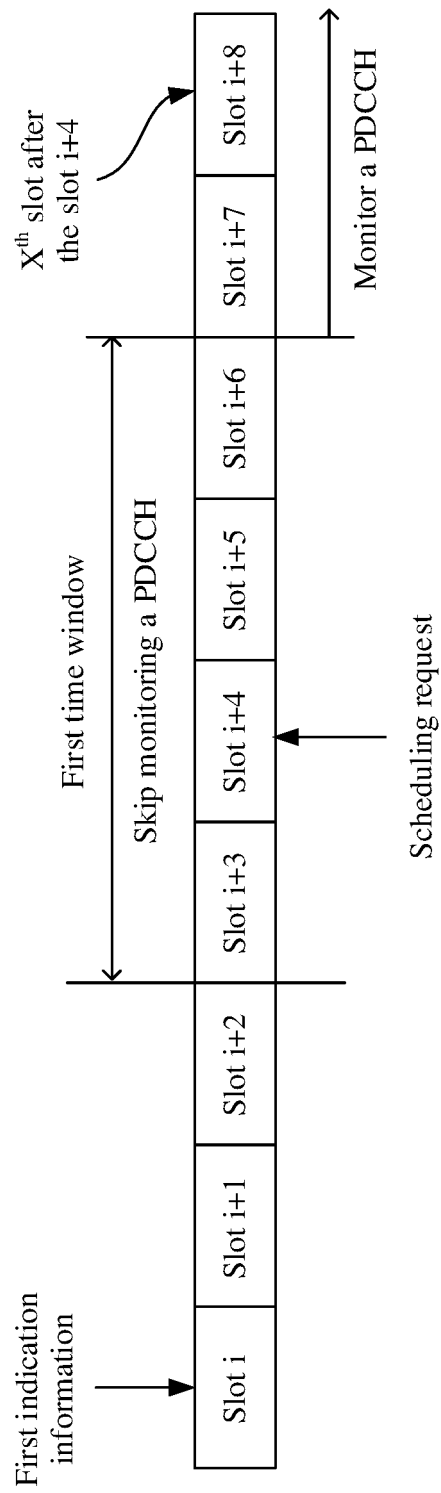 First indication
information
First time window
Skip monitoring a PDCCH
Xth slot after
the slot i+4
Slot i
Slot i+1
Slot i+2
Slot i+3
Slot i+4
Slot i+5
Slot i+6
Slot i+7
Slot i+8
Scheduling request
Monitor a PDCCH